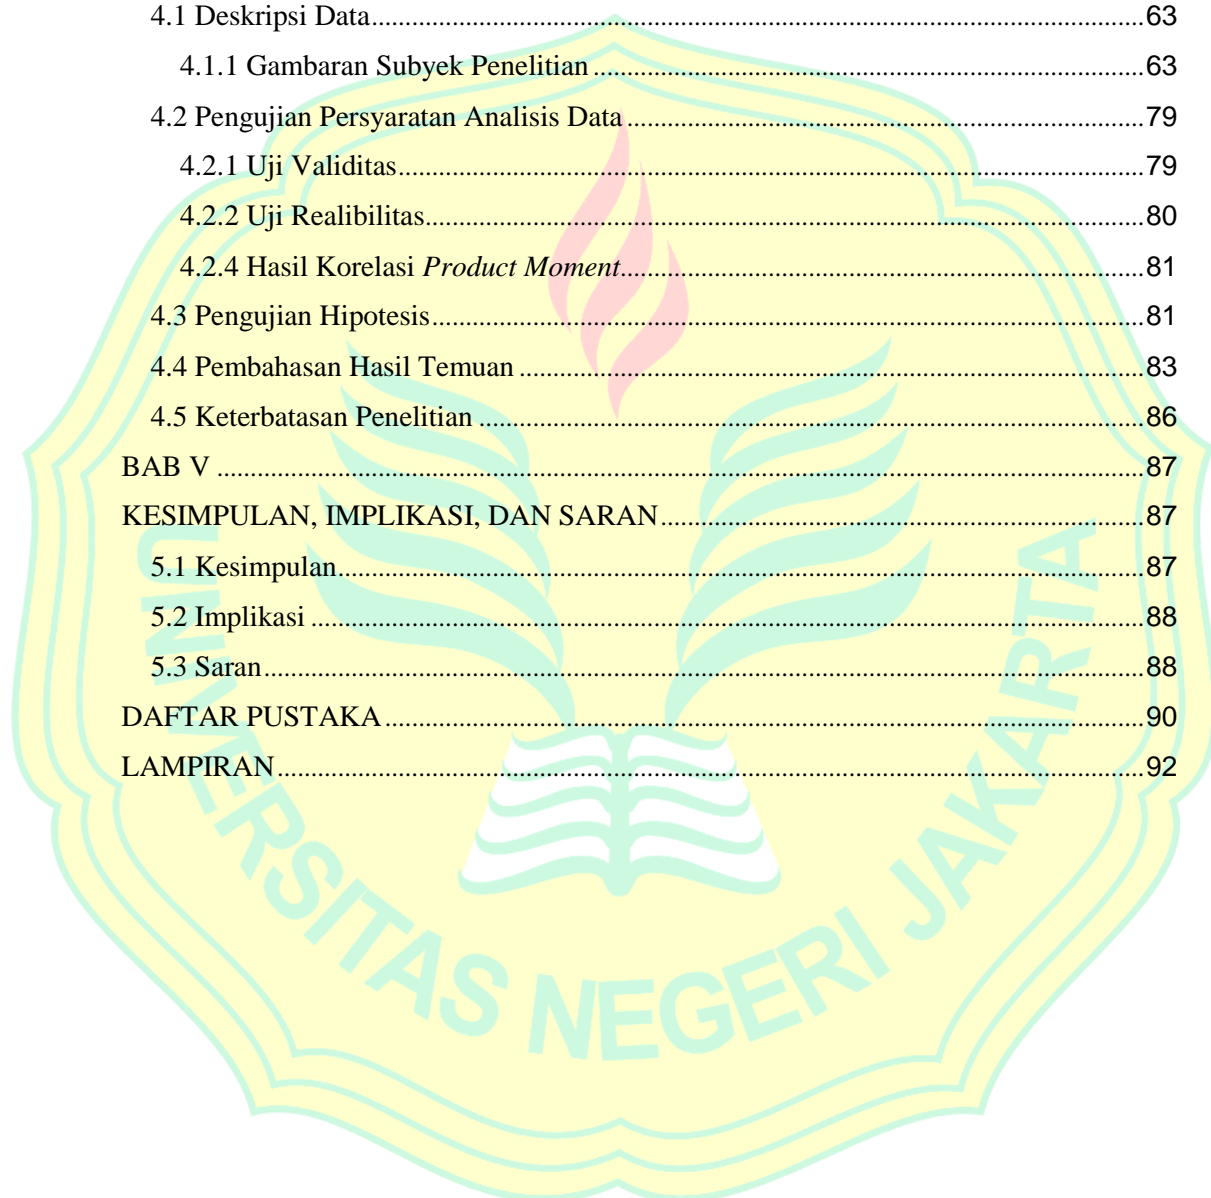 4.1 Deskripsi Data........................................63
4.1.1 Gambaran Subyek Penelitian........................................63
4.2 Pengujian Persyaratan Analisis Data........................................79
4.2.1 Uji Validitas........................................79
4.2.2 Uji Realibilitas........................................80
4.2.4 Hasil Korelasi Product Moment........................................81
4.3 Pengujian Hipotesis........................................81
4.4 Pembahasan Hasil Temuan........................................83
4.5 Keterbatasan Penelitian........................................86
BAB V........................................87
KESIMPULAN, IMPLIKASI, DAN SARAN........................................87
5.1 Kesimpulan........................................87
5.2 Implikasi........................................88
5.3 Saran........................................88
DAFTAR PUSTAKA........................................90
LAMPIRAN........................................92
UNIVERSITAS NEGERI JAKARTA